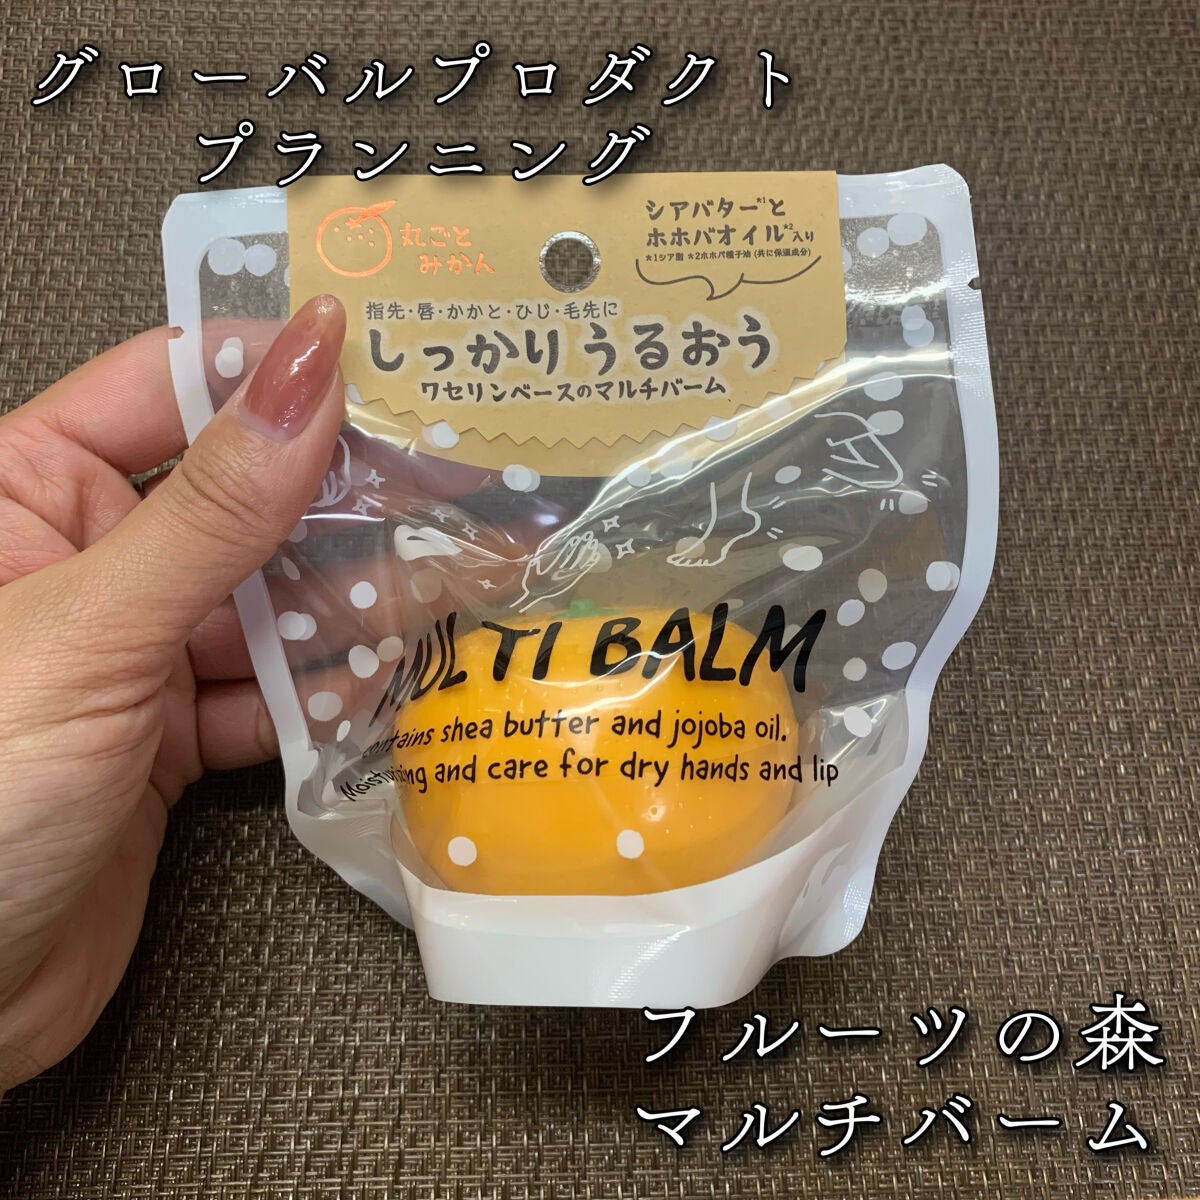 グローバルプロダクト
プランニング
丸ごと
みかん
シアバター*1と
ホホバオイル*2入り
*1シア脂 *2ホホバ種子油 (共に保湿成分)
指先・唇・かかと・ひじ・毛先に
しっかりうるおう
ワセリンベースのマルチバーム
MULTI BALM
contains shea butter and jojoba oil.
Moisturizing and care for dry hands and lip
フルーツの森
マルチバーム